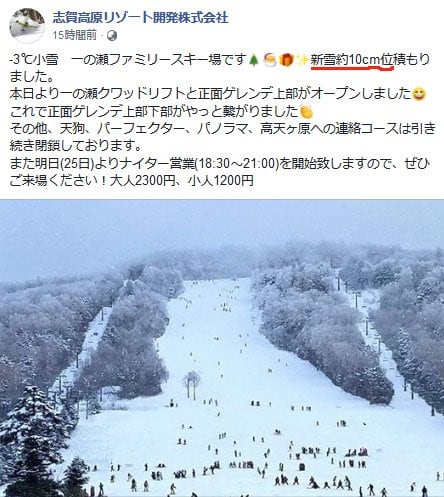 志賀高原リゾート開発株式会社
15時間前・
-3℃小雪　一の瀬ファミリースキー場です🎄🎅🎁✨新雪約10cm位積もり
ました。
本日より一の瀬クワッドリフトと正面ゲレンデ上部がオープンしました😄
これで正面ゲレンデ上部下部がやっと繋がりました👏
その他、天狗、パーフェクター、パノラマ、高天ヶ原への連絡コースは引き
続き閉鎖しております。
また明日(25日)よりナイター営業(18:30～21:00)を開始致しますので、ぜひ
ご来場ください！大人2300円、小人1200円